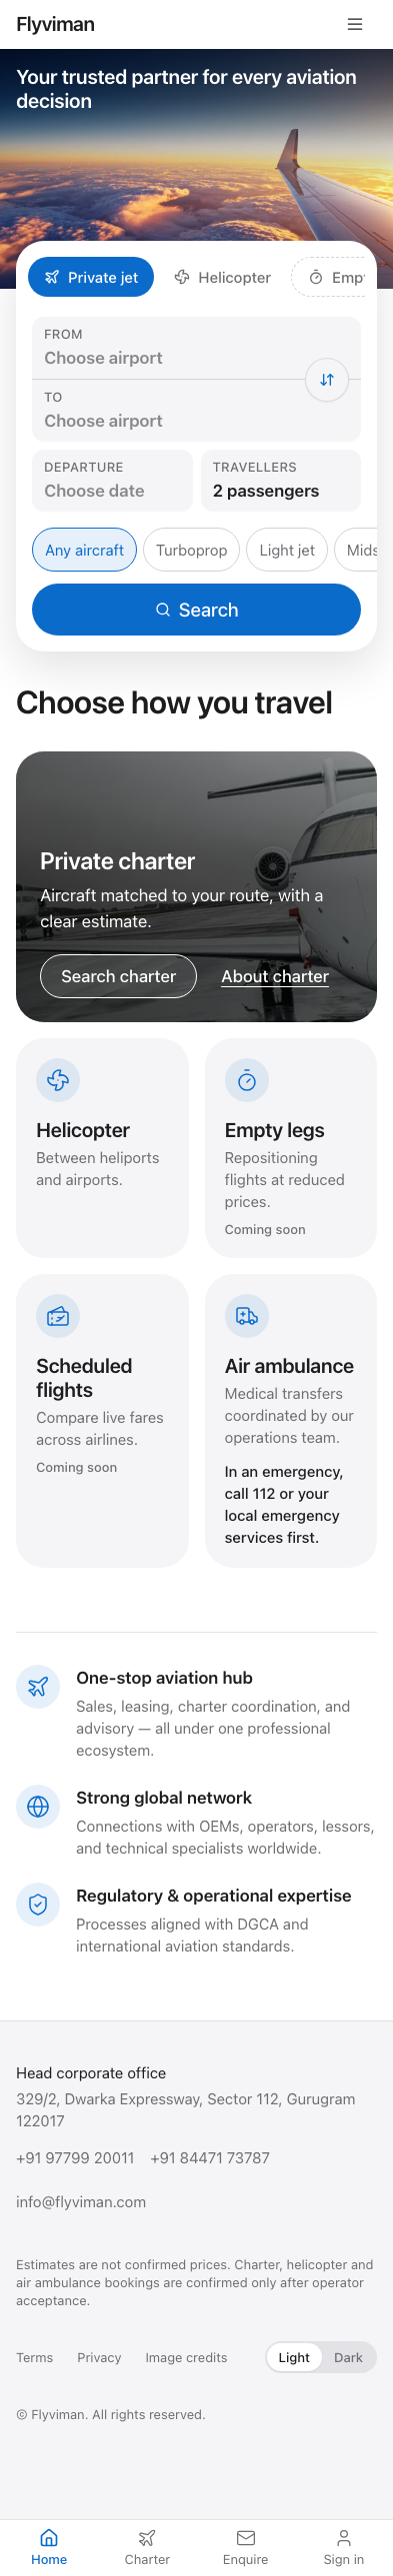 Flyviman
Your trusted partner for every aviation
decision
Private jet
Helicopter
FROM
Choose airport
TO
Choose airport
DEPARTURE
Choose date
TRAVELLERS
2 passengers
Any aircraft
Turboprop
Light jet
Search
Choose how you travel
Private charter
Aircraft matched to your route, with a
clear estimate.
Search charter
About charter
Helicopter
Between heliports
and airports.
Empty legs
Repositioning
flights at reduced
prices.
Coming soon
Scheduled
flights
Compare live fares
across airlines.
Coming soon
Air ambulance
Medical transfers
coordinated by our
operations team.
In an emergency,
call 112 or your
local emergency
services first.
One-stop aviation hub
Sales, leasing, charter coordination, and
advisory — all under one professional
ecosystem.
Strong global network
Connections with OEMs, operators, lessors,
and technical specialists worldwide.
Regulatory & operational expertise
Processes aligned with DGCA and
international aviation standards.
Head corporate office
329/2, Dwarka Expressway, Sector 112, Gurugram
122017
+91 97799 20011 +91 84471 73787
info@flyviman.com
Estimates are not confirmed prices. Charter, helicopter and
air ambulance bookings are confirmed only after operator
acceptance.
Terms Privacy Image credits
Light Dark
© Flyviman. All rights reserved.
Home Charter Enquire Sign in